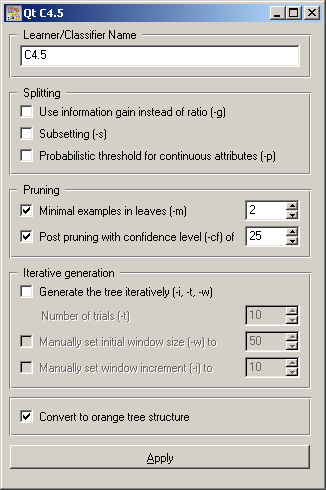 Qt C4.5
Learner/Classifier Name
C4.5
Splitting
Use information gain instead of ratio (-g)
Subsetting (-s)
Probabilistic threshold for continuous attributes (-p)
Pruning
Minimal examples in leaves (-m) 2
Post pruning with confidence level (-cf) of 25
Iterative generation
Generate the tree iteratively (-i, -t, -w)
Number of trials (-t) 10
Manually set initial window size (-w) to 50
Manually set window increment (-i) to 10
Convert to orange tree structure
Apply